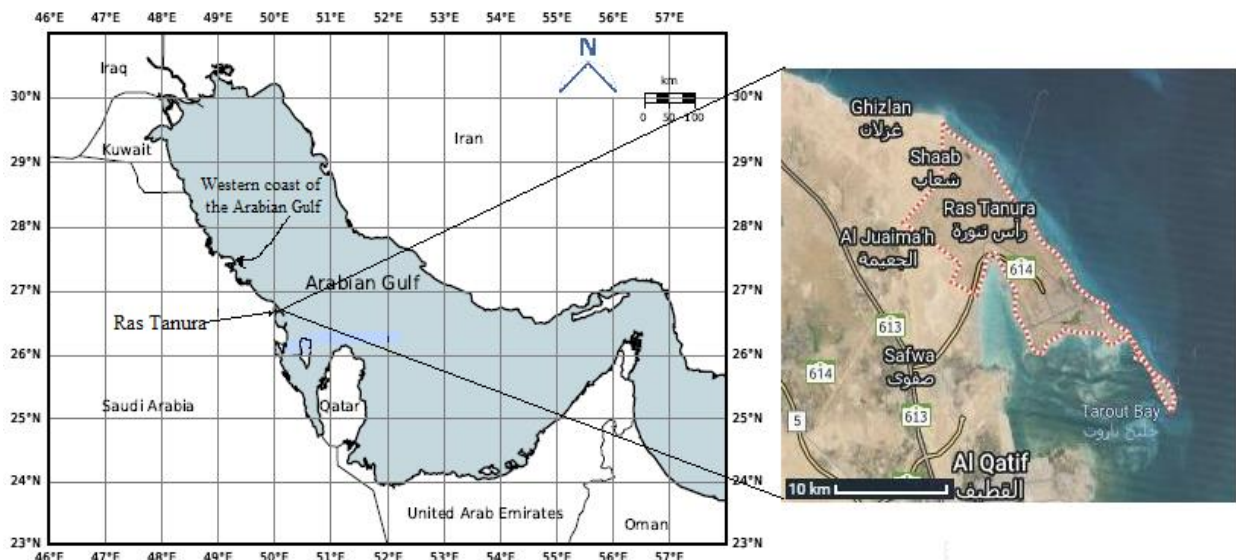 46°E 47°E 48°E 49°E 50°E 51°E 52°E 53°E 54°E 55°E 56°E 57°E
Iraq
N
km
0 50 100
30°N
30°N
Kuwait
Iran
29°N
29°N
Western coast of
the Arabian Gulf
28°N
28°N
27°N
Arabian Gulf
27°N
Ras Tanura
26°N
26°N
Saudi Arabia
Qatar
25°N
25°N
24°N
24°N
United Arab Emirates
Oman
23°N
23°N
46°E 47°E 48°E 49°E 50°E 51°E 52°E 53°E 54°E 55°E 56°E 57°E
Ghizlan
غزلان
Shaab
شعاب
Ras Tanura
رأس تنورة
Al Juaima'h
الجعيمة
614
613
Safwa
صفوى
614
613
5
Tarout Bay
خليج تاروت
Al Qatif
القطيف
10 km